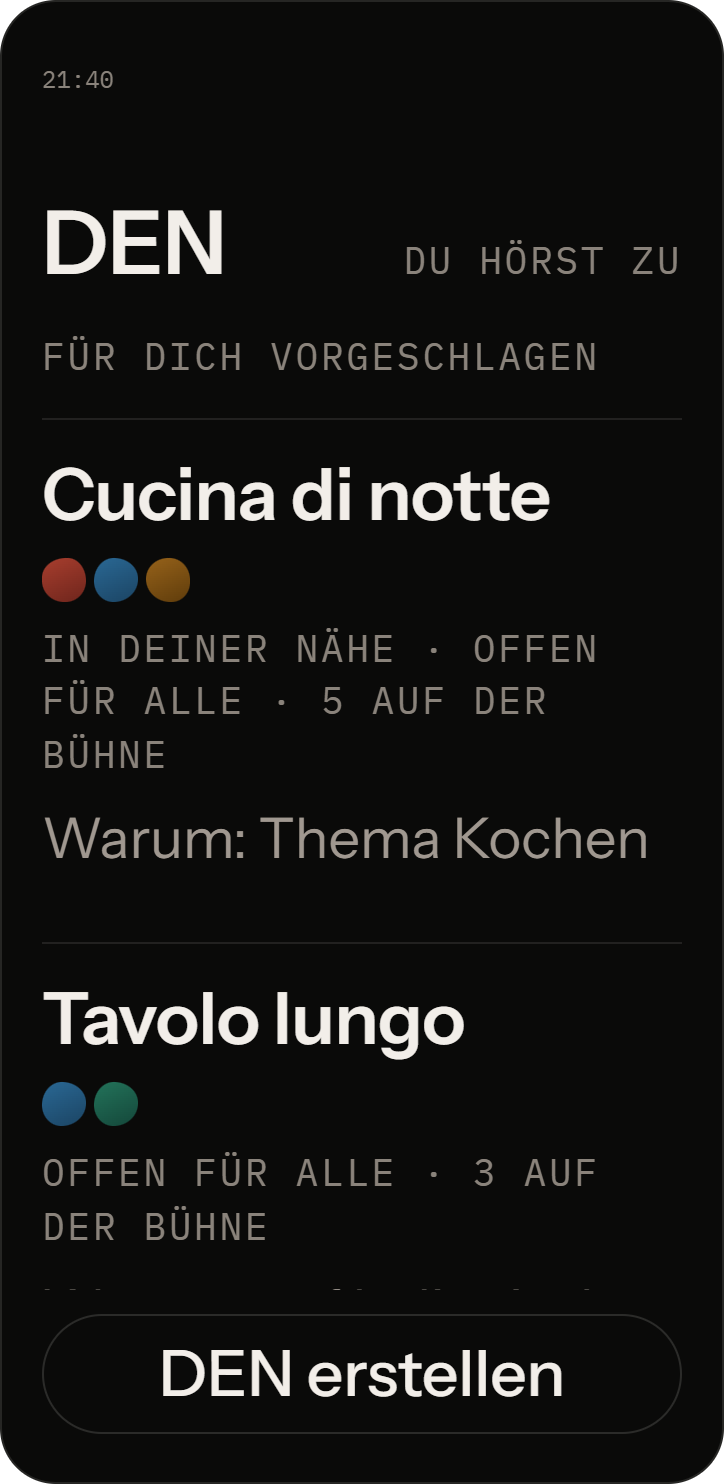 21:40
DEN
DU HÖRST ZU
FÜR DICH VORGESCHLAGEN
Cucina di notte
IN DEINER NÄHE · OFFEN
FÜR ALLE · 5 AUF DER
BÜHNE
Warum: Thema Kochen
Tavolo lungo
OFFEN FÜR ALLE · 3 AUF
DER BÜHNE
DEN erstellen